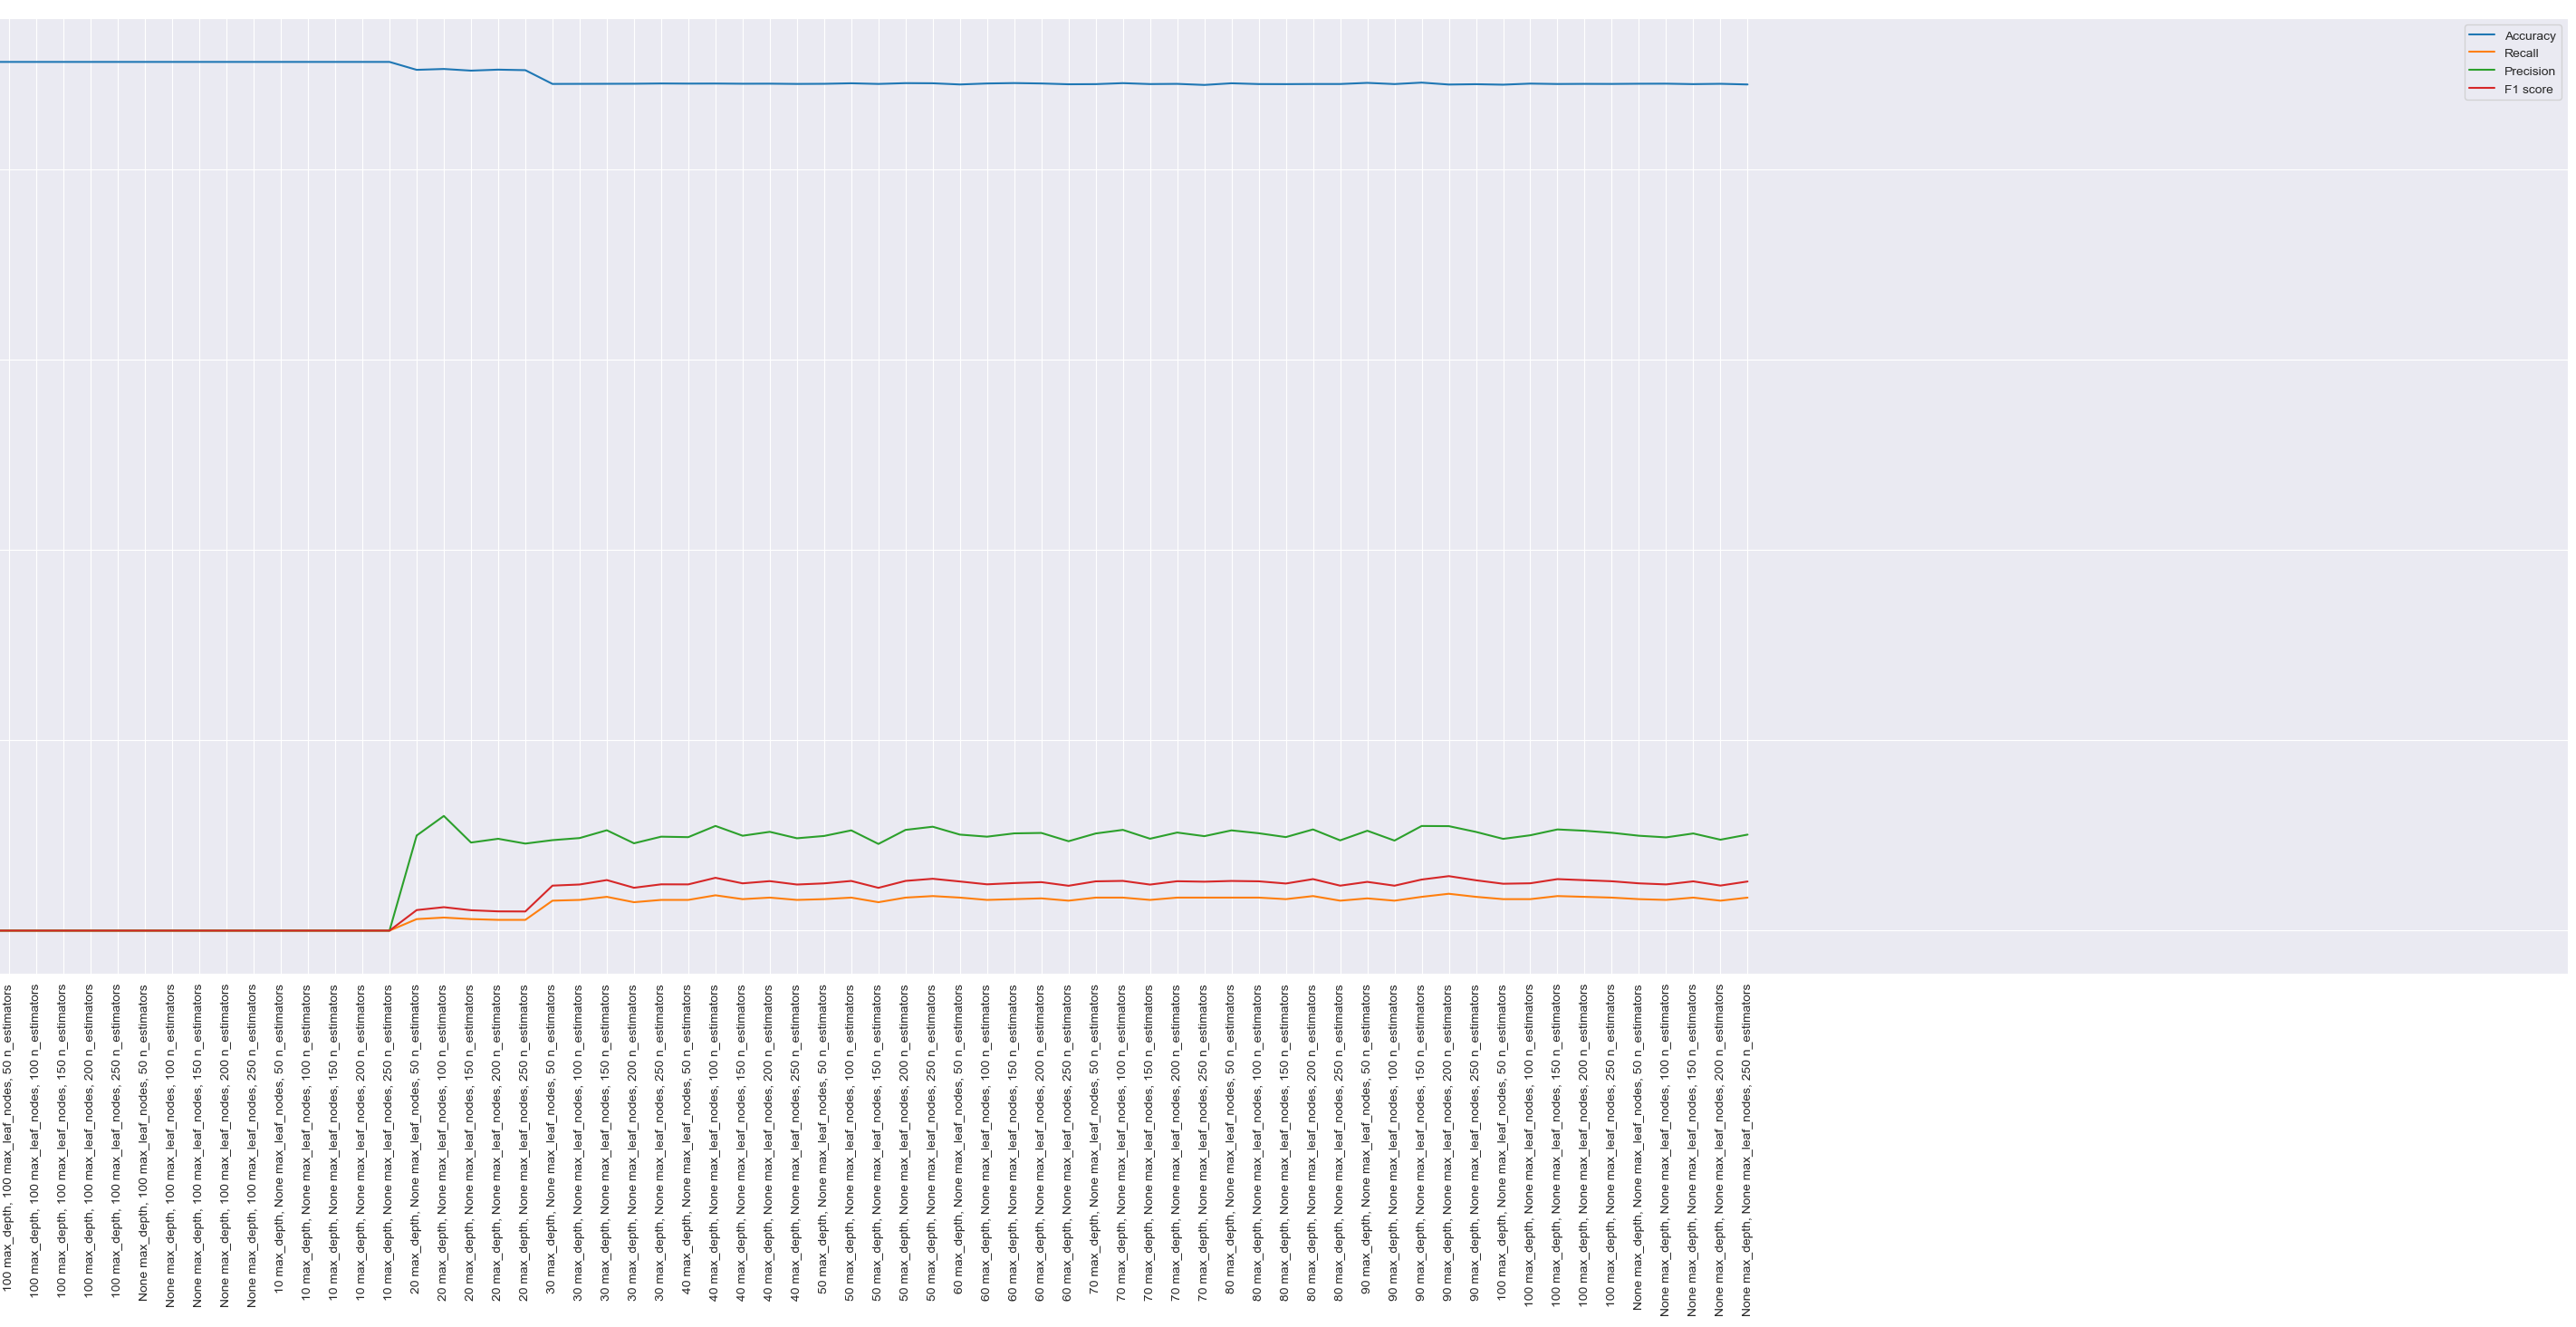 Accuracy
Recall
Precision
F1 score
100 max_depth, 100 max_leaf_nodes, 50 n_estimators
100 max_depth, 100 max_leaf_nodes, 100 n_estimators
100 max_depth, 100 max_leaf_nodes, 150 n_estimators
100 max_depth, 100 max_leaf_nodes, 200 n_estimators
100 max_depth, 100 max_leaf_nodes, 250 n_estimators
None max_depth, 100 max_leaf_nodes, 50 n_estimators
None max_depth, 100 max_leaf_nodes, 100 n_estimators
None max_depth, 100 max_leaf_nodes, 150 n_estimators
None max_depth, 100 max_leaf_nodes, 200 n_estimators
None max_depth, 100 max_leaf_nodes, 250 n_estimators
10 max_depth, None max_leaf_nodes, 50 n_estimators
10 max_depth, None max_leaf_nodes, 100 n_estimators
10 max_depth, None max_leaf_nodes, 150 n_estimators
10 max_depth, None max_leaf_nodes, 200 n_estimators
10 max_depth, None max_leaf_nodes, 250 n_estimators
20 max_depth, None max_leaf_nodes, 50 n_estimators
20 max_depth, None max_leaf_nodes, 100 n_estimators
20 max_depth, None max_leaf_nodes, 150 n_estimators
20 max_depth, None max_leaf_nodes, 200 n_estimators
20 max_depth, None max_leaf_nodes, 250 n_estimators
30 max_depth, None max_leaf_nodes, 50 n_estimators
30 max_depth, None max_leaf_nodes, 100 n_estimators
30 max_depth, None max_leaf_nodes, 150 n_estimators
30 max_depth, None max_leaf_nodes, 200 n_estimators
30 max_depth, None max_leaf_nodes, 250 n_estimators
40 max_depth, None max_leaf_nodes, 50 n_estimators
40 max_depth, None max_leaf_nodes, 100 n_estimators
40 max_depth, None max_leaf_nodes, 150 n_estimators
40 max_depth, None max_leaf_nodes, 200 n_estimators
40 max_depth, None max_leaf_nodes, 250 n_estimators
50 max_depth, None max_leaf_nodes, 50 n_estimators
50 max_depth, None max_leaf_nodes, 100 n_estimators
50 max_depth, None max_leaf_nodes, 150 n_estimators
50 max_depth, None max_leaf_nodes, 200 n_estimators
50 max_depth, None max_leaf_nodes, 250 n_estimators
60 max_depth, None max_leaf_nodes, 50 n_estimators
60 max_depth, None max_leaf_nodes, 100 n_estimators
60 max_depth, None max_leaf_nodes, 150 n_estimators
60 max_depth, None max_leaf_nodes, 200 n_estimators
60 max_depth, None max_leaf_nodes, 250 n_estimators
70 max_depth, None max_leaf_nodes, 50 n_estimators
70 max_depth, None max_leaf_nodes, 100 n_estimators
70 max_depth, None max_leaf_nodes, 150 n_estimators
70 max_depth, None max_leaf_nodes, 200 n_estimators
70 max_depth, None max_leaf_nodes, 250 n_estimators
80 max_depth, None max_leaf_nodes, 50 n_estimators
80 max_depth, None max_leaf_nodes, 100 n_estimators
80 max_depth, None max_leaf_nodes, 150 n_estimators
80 max_depth, None max_leaf_nodes, 200 n_estimators
80 max_depth, None max_leaf_nodes, 250 n_estimators
90 max_depth, None max_leaf_nodes, 50 n_estimators
90 max_depth, None max_leaf_nodes, 100 n_estimators
90 max_depth, None max_leaf_nodes, 150 n_estimators
90 max_depth, None max_leaf_nodes, 200 n_estimators
90 max_depth, None max_leaf_nodes, 250 n_estimators
100 max_depth, None max_leaf_nodes, 50 n_estimators
100 max_depth, None max_leaf_nodes, 100 n_estimators
100 max_depth, None max_leaf_nodes, 150 n_estimators
100 max_depth, None max_leaf_nodes, 200 n_estimators
100 max_depth, None max_leaf_nodes, 250 n_estimators
None max_depth, None max_leaf_nodes, 50 n_estimators
None max_depth, None max_leaf_nodes, 100 n_estimators
None max_depth, None max_leaf_nodes, 150 n_estimators
None max_depth, None max_leaf_nodes, 200 n_estimators
None max_depth, None max_leaf_nodes, 250 n_estimators